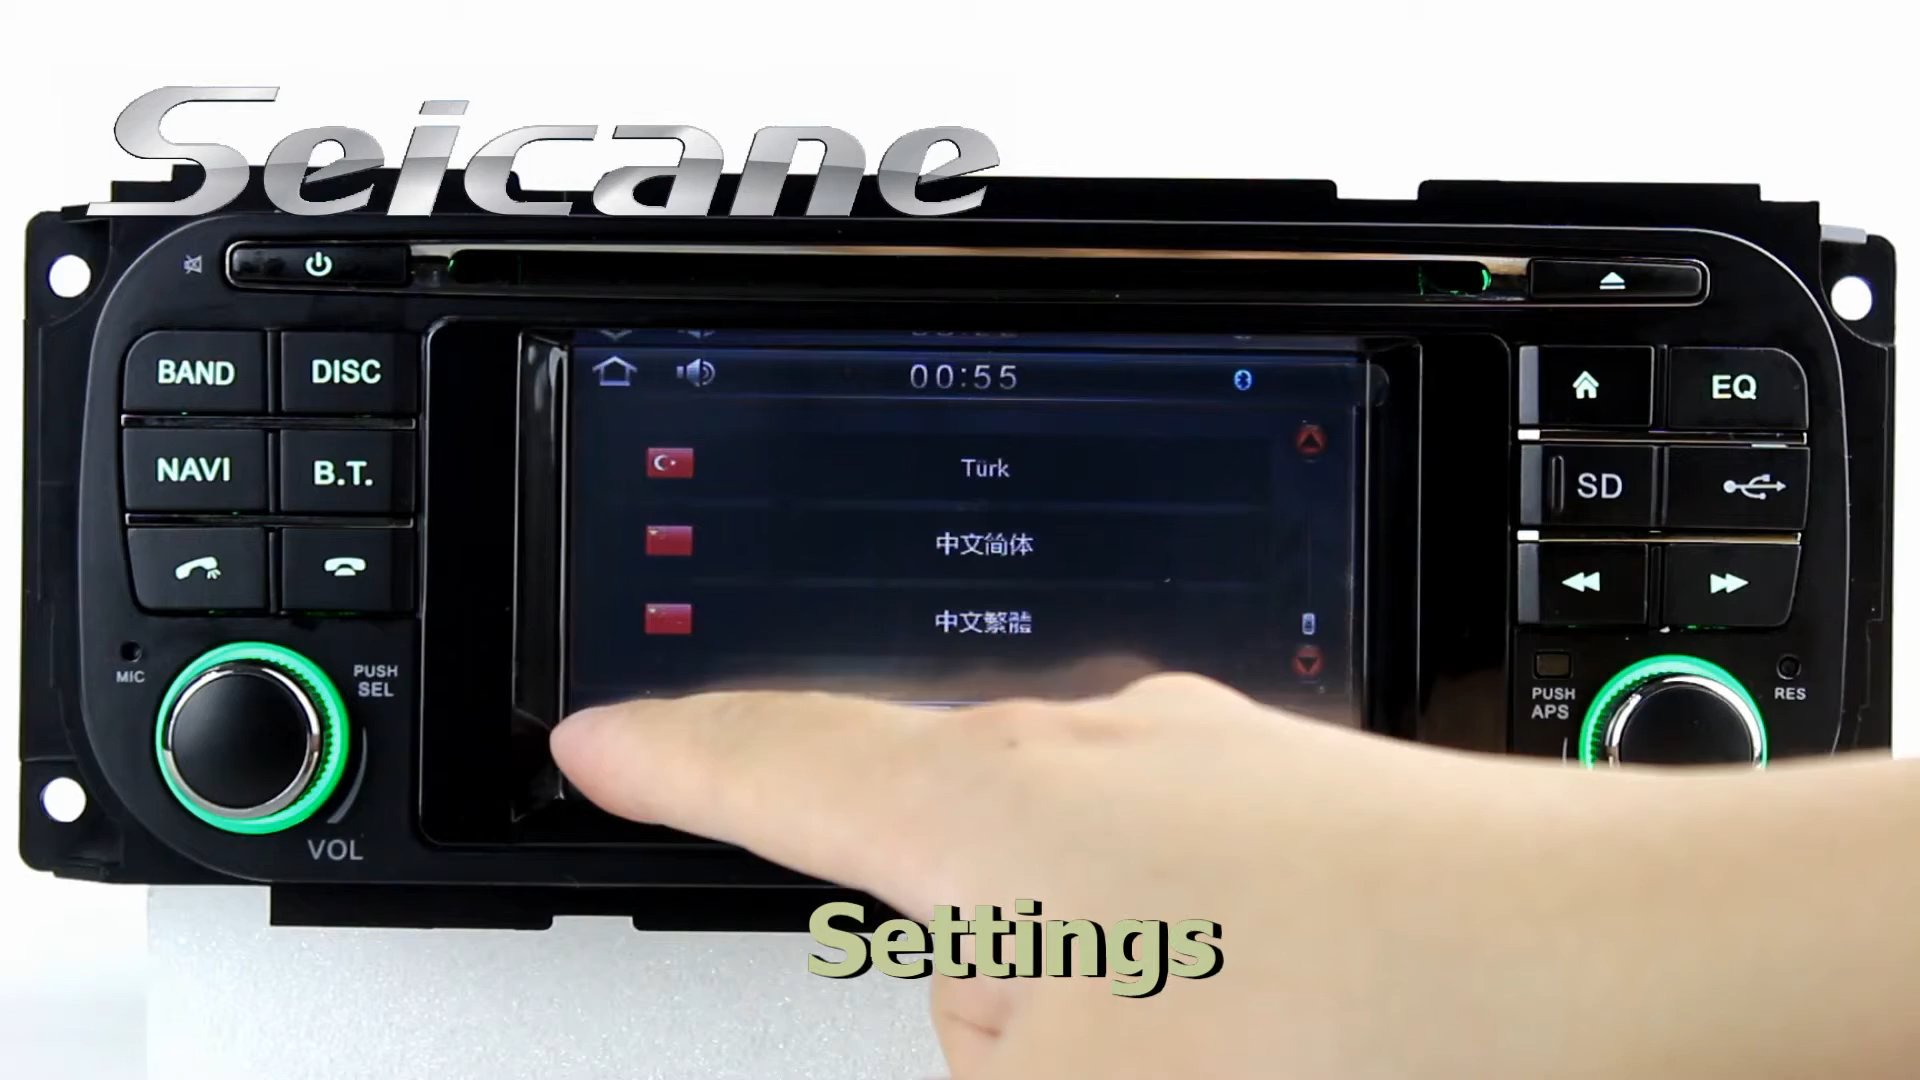 Seicane
BAND
DISC
NAVI
B.T.
MIC
PUSH
SEL
VOL
00:55
Türk
中文简体
中文繁體
EQ
SD
PUSH
APS
RES
Settings